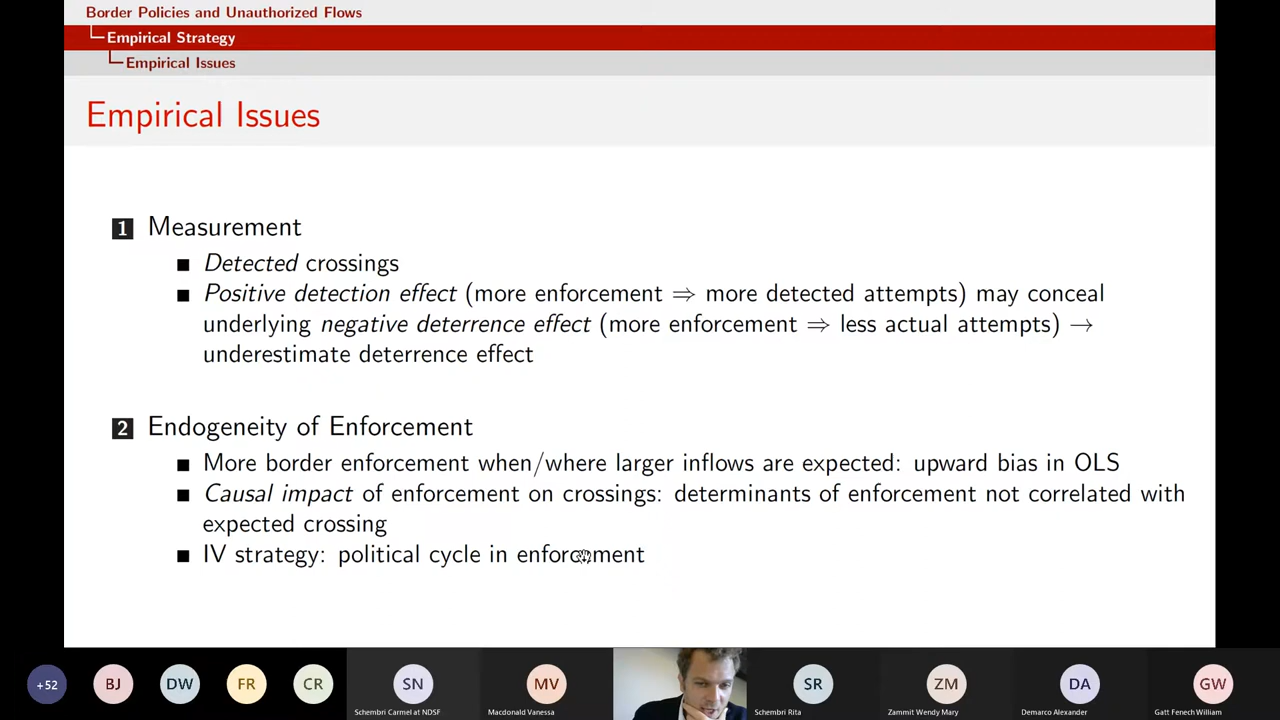 Border Policies and Unauthorized Flows
Empirical Strategy
Empirical Issues
Empirical Issues
1 Measurement
Detected crossings
Positive detection effect (more enforcement ⇒ more detected attempts) may conceal
underlying negative deterrence effect (more enforcement ⇒ less actual attempts) →
underestimate deterrence effect
2 Endogeneity of Enforcement
More border enforcement when/where larger inflows are expected: upward bias in OLS
Causal impact of enforcement on crossings: determinants of enforcement not correlated with
expected crossing
IV strategy: political cycle in enforcement
+52 BJ DW FR CR SN MV SR ZM DA GW
Schembri Carmel at NDSF Macdonald Vanessa Schembri Rita Zammit Wendy Mary Demarco Alexander Gatt Fenech William